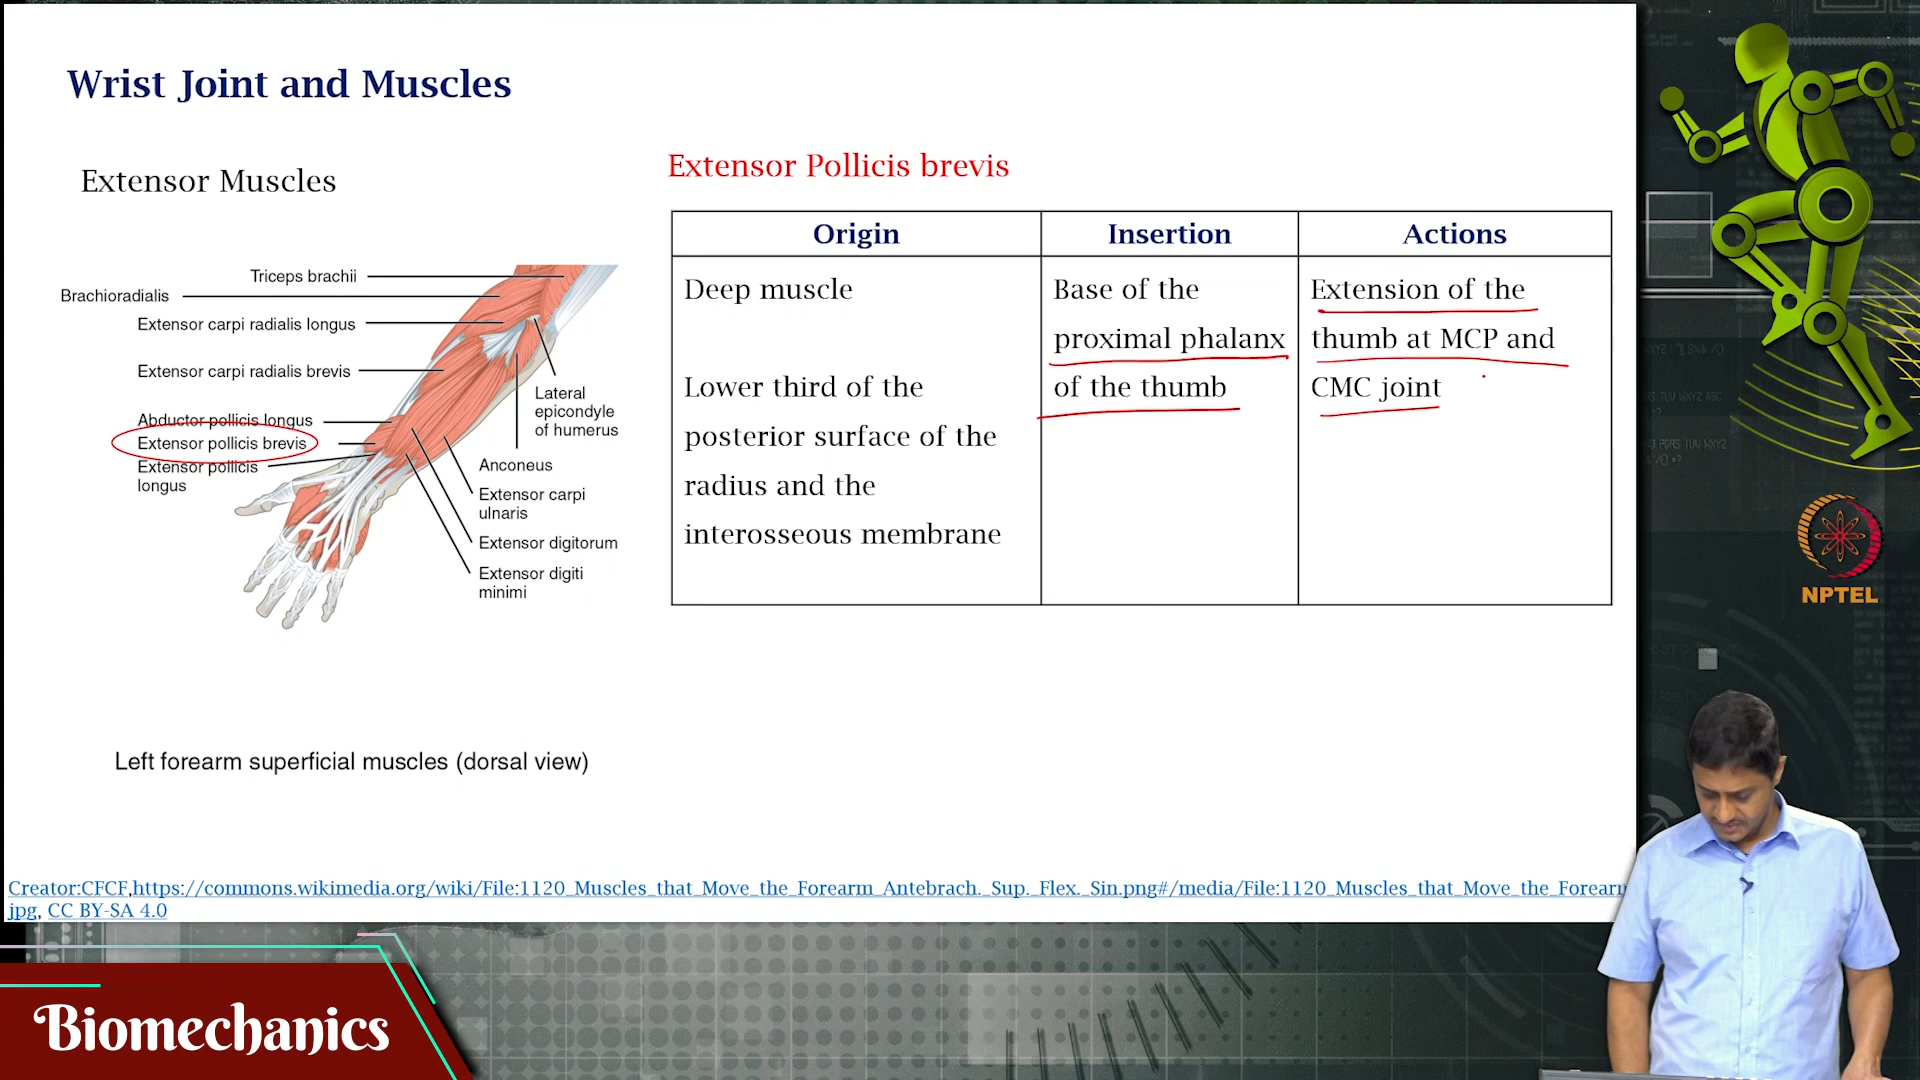 Wrist Joint and Muscles
Extensor Muscles
Extensor Pollicis brevis
Origin
Insertion
Actions
Deep muscle
Lower third of the
posterior surface of the
radius and the
interosseous membrane
Base of the
proximal phalanx
of the thumb
Extension of the
thumb at MCP and
CMC joint
Triceps brachii
Brachioradialis
Extensor carpi radialis longus
Extensor carpi radialis brevis
Abductor pollicis longus
Extensor pollicis brevis
Extensor pollicis
longus
Lateral
epicondyle
of humerus
Anconeus
Extensor carpi
ulnaris
Extensor digitorum
Extensor digiti
minimi
Left forearm superficial muscles (dorsal view)
Creator:CFCF,https://commons.wikimedia.org/wiki/File:1120_Muscles_that_Move_the_Forearm_Antebrach._Sup._Flex._Sin.png#/media/File:1120_Muscles_that_Move_the_Forearm
jpg, CC BY-SA 4.0
NPTEL
Biomechanics